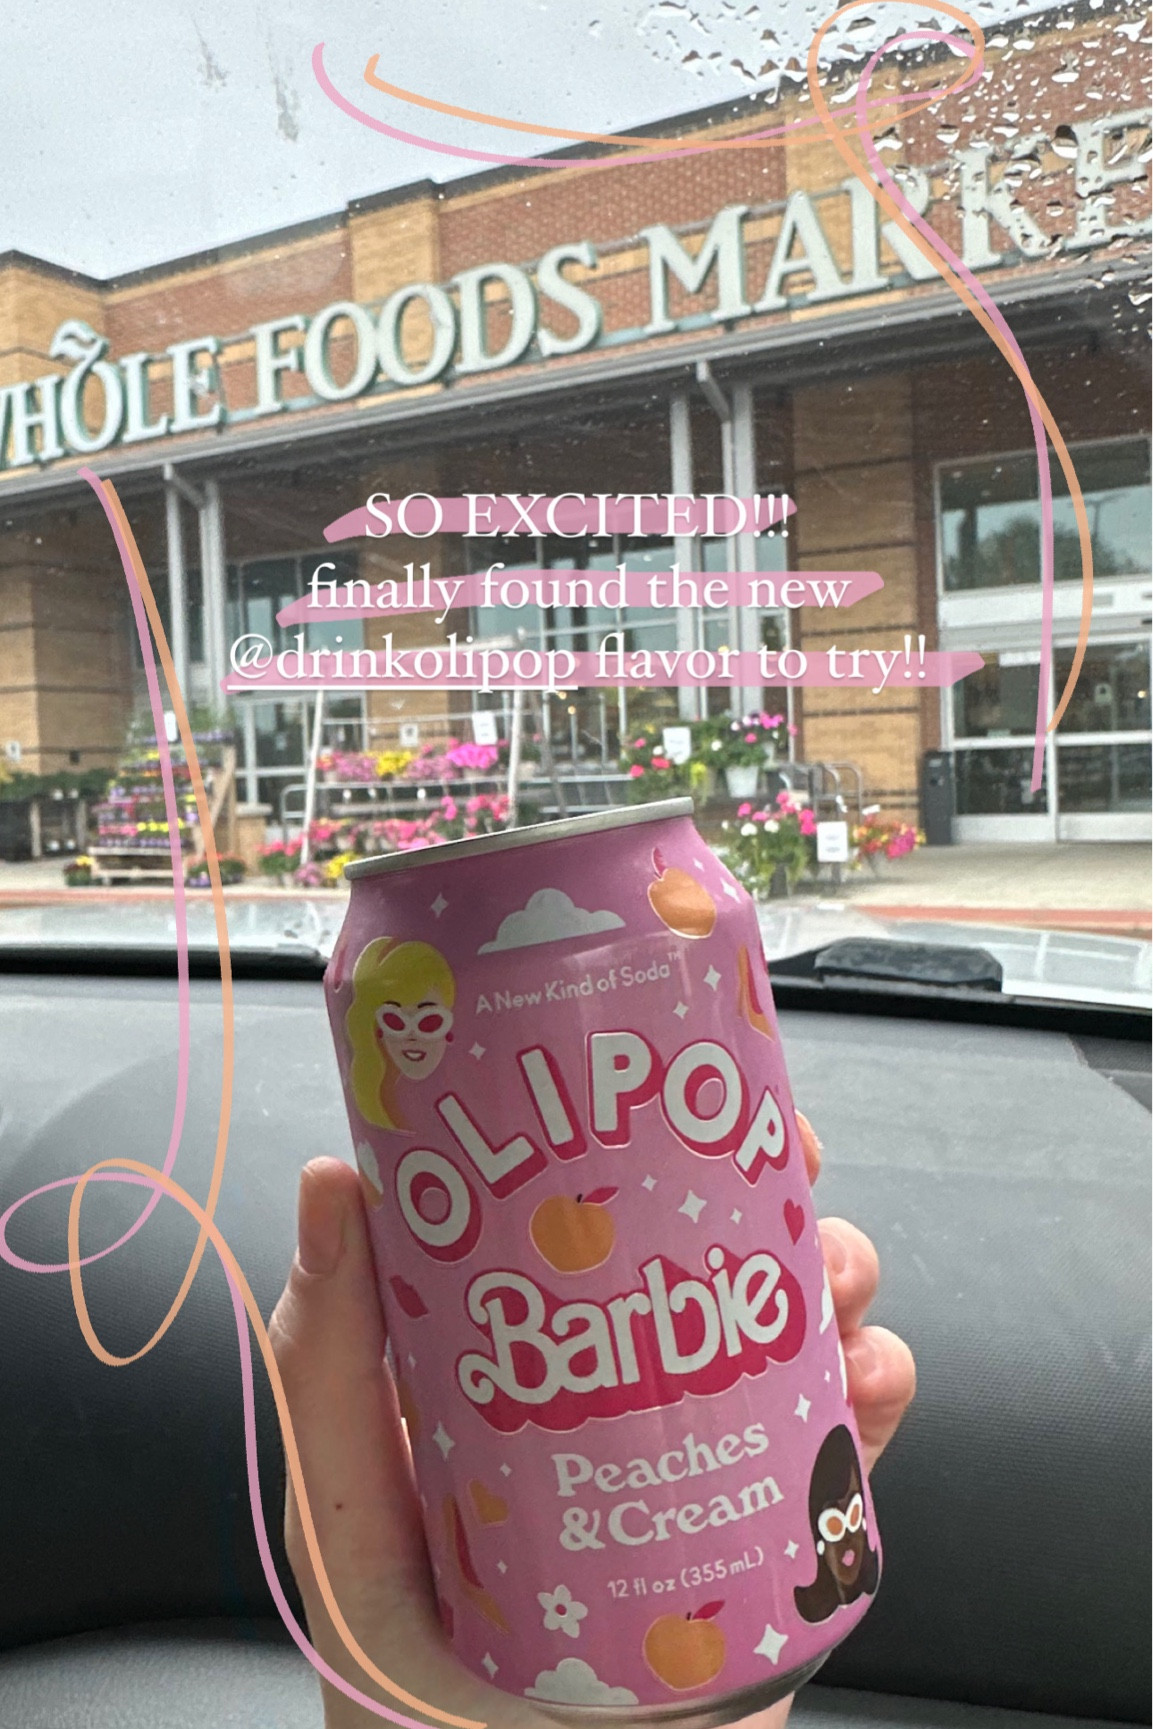 WHOLE FOODS MARKE
SO EXCITED!!!
finally found the new
@drinkolipop flavor to try!!
A New Kind of Soda™
OLIPOP
Barbie
Peaches
& Cream
12 fl oz (355 mL)